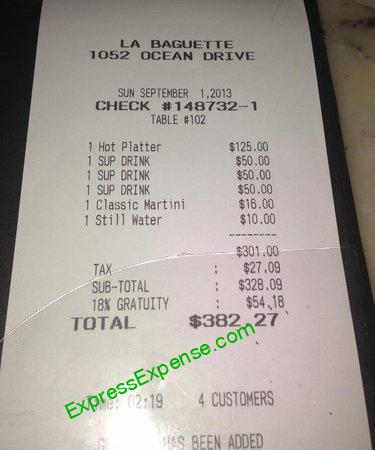 LA BAGUETTE
1052 OCEAN DRIVE
SUN SEPTEMBER 1,2013
CHECK #148732-1
TABLE #102
1 Hot Platter $125.00
1 SUP DRINK $50.00
1 SUP DRINK $50.00
1 SUP DRINK $50.00
1 Classic Martini $16.00
1 Still Water $10.00
$301.00
TAX : $27.09
SUB-TOTAL : $328.09
18% GRATUITY : $54,18
TOTAL $382,27
ExpressExpense.com
Time: 02:19 4 CUSTOMERS
HAS BEEN ADDED